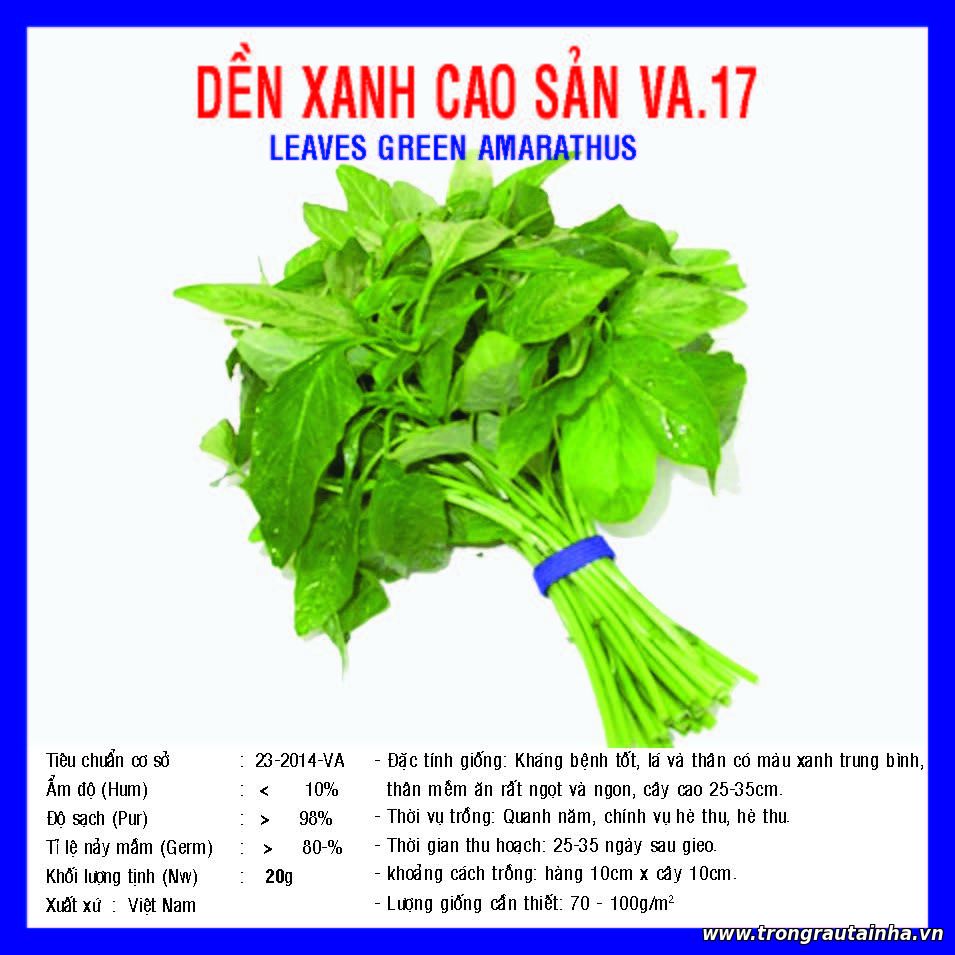 DỀN XANH CAO SẢN VA.17
LEAVES GREEN AMARATHUS
Tiêu chuẩn cơ sở : 23-2014-VA
Ẩm độ (Hum) : < 10%
Độ sạch (Pur) : > 98%
Tỉ lệ nảy mầm (Germ) : > 80-%
Khối lượng tịnh (Nw) : 20g
Xuất xứ : Việt Nam
- Đặc tính giống: Kháng bệnh tốt, lá và thân có màu xanh trung bình,
thân mềm ăn rất ngọt và ngon, cây cao 25-35cm.
- Thời vụ trồng: Quanh năm, chính vụ hè thu, hè thu.
- Thời gian thu hoạch: 25-35 ngày sau gieo.
- khoảng cách trồng: hàng 10cm x cây 10cm.
- Lượng giống cần thiết: 70 - 100g/m²
www.trongrautainha.vn